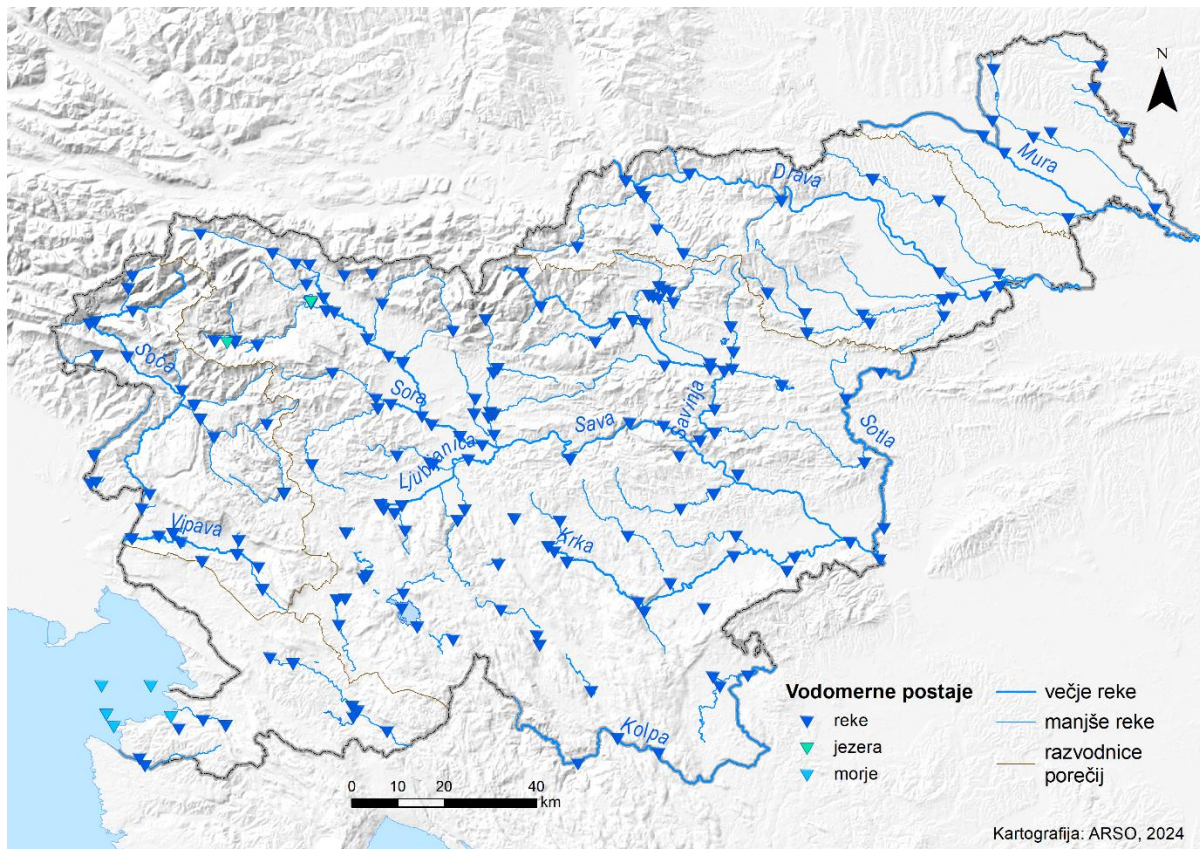 N
Mura
Drava
Soča
Sora
Sava
Savinja
Sotla
Ljubljanica
Vipava
Krka
Kolpa
Vodomerne postaje
reke
jezera
morje
večje reke
manjše reke
razvodnice
porečij
0 10 20 40
km
Kartografija: ARSO, 2024